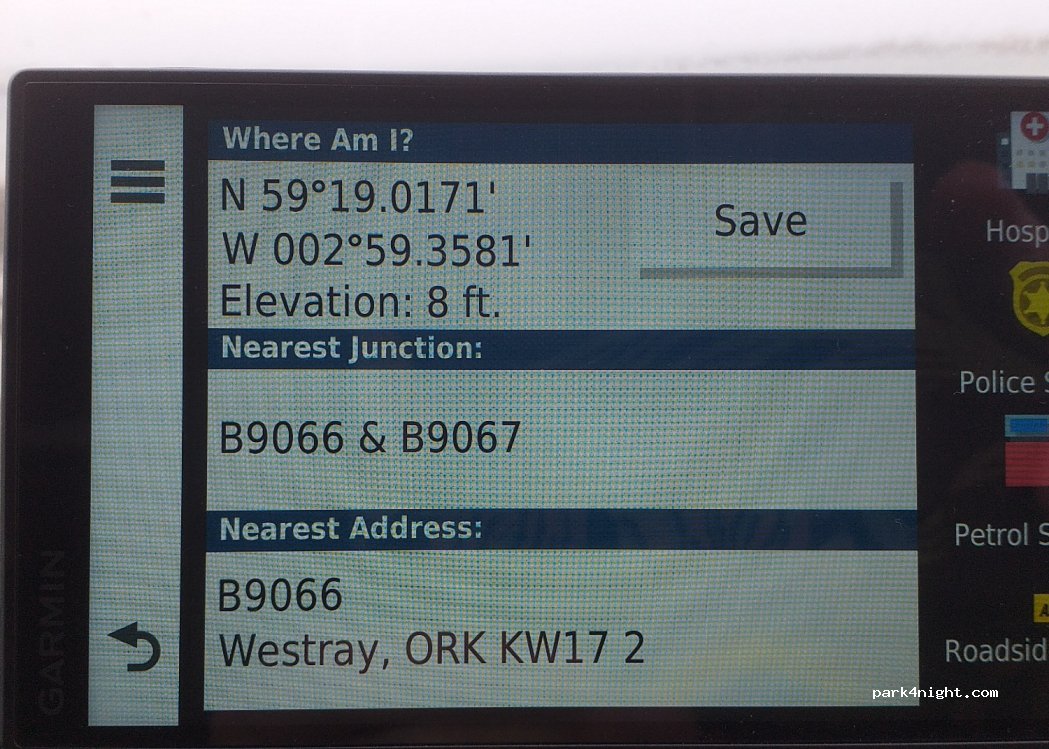 Where Am I?
N 59°19.0171'
W 002°59.3581'
Save
Elevation: 8 ft.
Nearest Junction:
B9066 & B9067
Nearest Address:
B9066
Westray, ORK KW17 2
Hosp
Police S
Petrol S
Roadsid
GARMIN
park4night.com